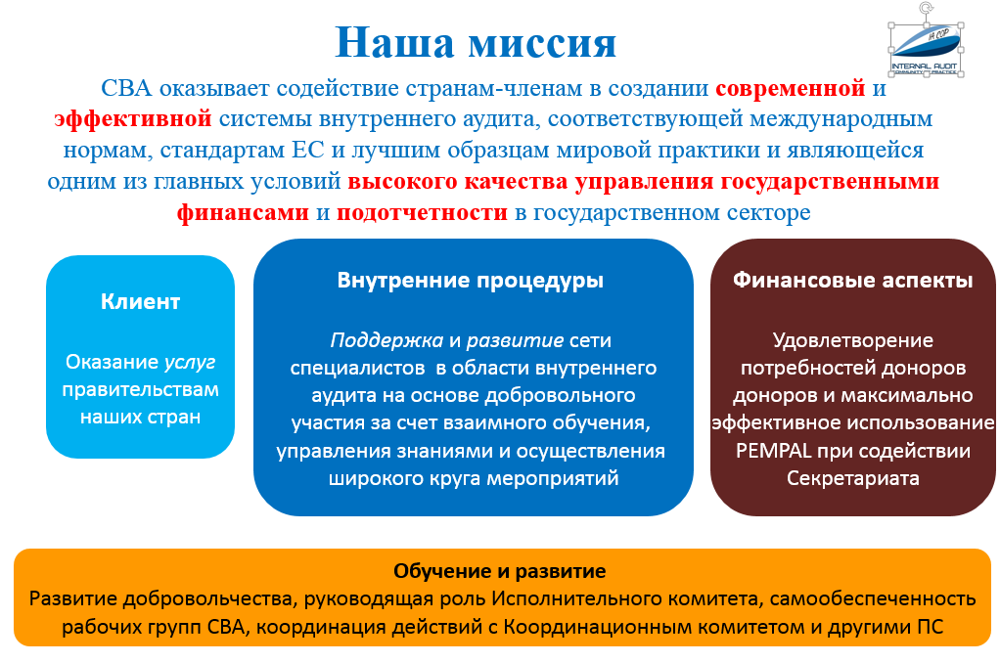 Наша миссия
IA COP
INTERNAL AUDIT
COMMUNITY PRACTICE
СВА оказывает содействие странам-членам в создании современной и
эффективной системы внутреннего аудита, соответствующей международным
нормам, стандартам ЕС и лучшим образцам мировой практики и являющейся
одним из главных условий высокого качества управления государственными
финансами и подотчетности в государственном секторе
Клиент
Оказание услуг
правительствам
наших стран
Внутренние процедуры
Поддержка и развитие сети
специалистов в области внутреннего
аудита на основе добровольного
участия за счет взаимного обучения,
управления знаниями и осуществления
широкого круга мероприятий
Финансовые аспекты
Удовлетворение
потребностей доноров
доноров и максимально
эффективное использование
PEMPAL при содействии
Секретариата
Обучение и развитие
Развитие добровольчества, руководящая роль Исполнительного комитета, самообеспеченность
рабочих групп СВА, координация действий с Координационным комитетом и другими ПС